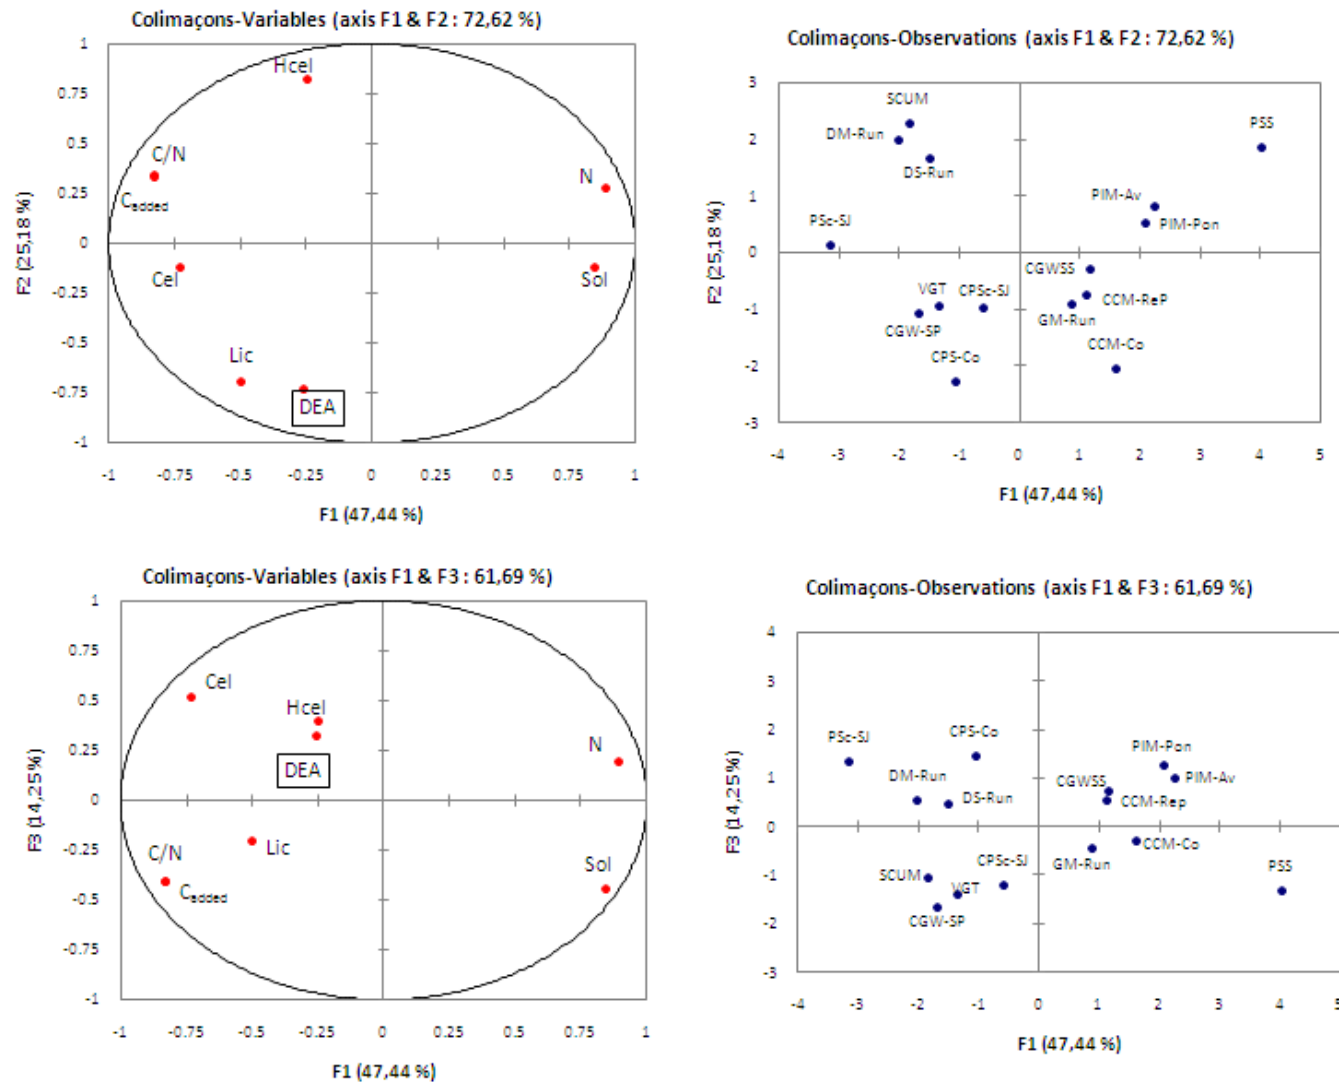 Colimaçons-Variables (axis F1 & F2 : 72,62 %)
1
0.75
0.5
0.25
0
-0.25
-0.5
-0.75
-1
F2 (25,18 %)
Hcel
C/N
C added
N
Cel
Sol
Lic
DEA
-1 -0.75 -0.5 -0.25 0 0.25 0.5 0.75 1
F1 (47,44 %)
Colimaçons-Observations (axis F1 & F2 : 72,62 %)
3
2
1
0
-1
-2
-3
F2 (25,18 %)
SCUM
DM-Run
DS-Run
PSS
PIM-Av
PIM-Pon
PSc-SJ
CGWSS
VGT
CPSc-SJ
CCM-ReP
GM-Run
CGW-SP
CPS-Co
CCM-Co
-4 -3 -2 -1 0 1 2 3 4 5
F1 (47,44 %)
Colimaçons-Variables (axis F1 & F3 : 61,69 %)
1
0.75
0.5
0.25
0
-0.25
-0.5
-0.75
-1
F3 (14,25%)
Cel
Hcel
N
DEA
C/N
Lic
C added
Sol
-1 -0.75 -0.5 -0.25 0 0.25 0.5 0.75 1
F1 (47,44 %)
Colimaçons-Observations (axis F1 & F3 : 61,69 %)
4
3
2
1
0
-1
-2
-3
F3 (14,25%)
PSc-SJ
CPS-Co
PIM-Pon
DM-Run
DS-Run
CGWSS
PIM-Av
CCM-Rep
CCM-Co
GM-Run
SCUM
CPSc-SJ
VGT
PSS
CGW-SP
-4 -3 -2 -1 0 1 2 3 4 5
F1 (47,44 %)